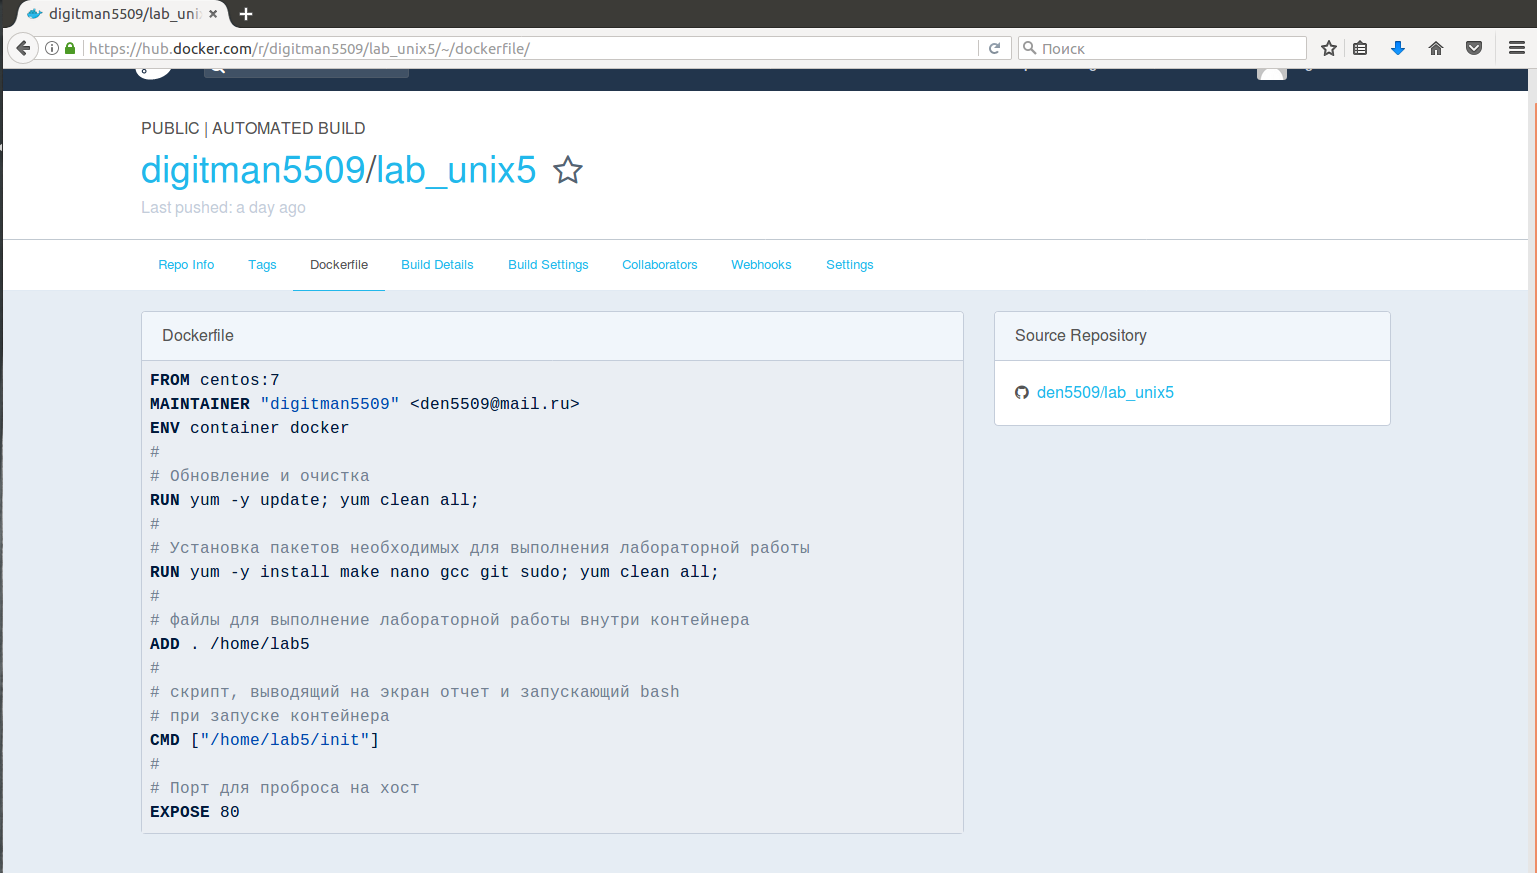 digitman5509/lab_uni
https://hub.docker.com/r/digitman5509/lab_unix5/~/dockerfile/
Поиск
PUBLIC | AUTOMATED BUILD
digitman5509/lab_unix5
Last pushed: a day ago
Repo Info Tags Dockerfile Build Details Build Settings Collaborators Webhooks Settings
Dockerfile
FROM centos:7
MAINTAINER "digitman5509" <den5509@mail.ru>
ENV container docker
#
# Обновление и очистка
RUN yum -y update; yum clean all;
#
# Установка пакетов необходимых для выполнения лабораторной работы
RUN yum -y install make nano gcc git sudo; yum clean all;
#
# файлы для выполнение лабораторной работы внутри контейнера
ADD . /home/lab5
#
# скрипт, выводящий на экран отчет и запускающий bash
# при запуске контейнера
CMD ["/home/lab5/init"]
#
# Порт для проброса на хост
EXPOSE 80
Source Repository
den5509/lab_unix5